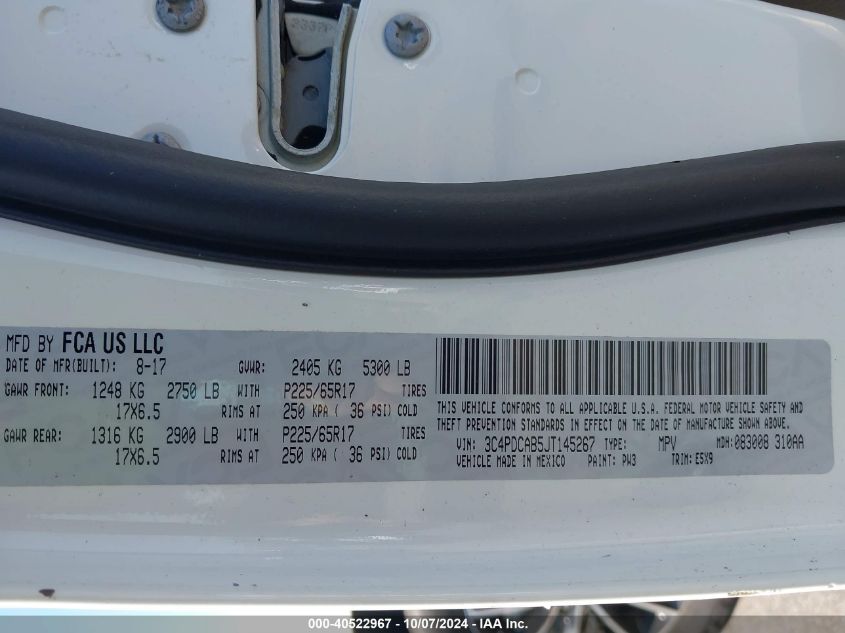 2337
MFD BY FCA US LLC
DATE OF MFR(BUILT): 8-17 GVWR: 2405 KG 5300 LB
GAWR FRONT: 1248 KG 2750 LB WITH P225/65R17 TIRES
17X6.5 RIMS AT 250 KPA ( 36 PSI) COLD
GAWR REAR: 1316 KG 2900 LB WITH P225/65R17 TIRES
17X6.5 RIMS AT 250 KPA ( 36 PSI) COLD
THIS VEHICLE CONFORMS TO ALL APPLICABLE U.S.A. FEDERAL MOTOR VEHICLE SAFETY AND
THEFT PREVENTION STANDARDS IN EFFECT ON THE DATE OF MANUFACTURE SHOWN ABOVE.
VIN: 3C4PDCAB5JT145267 TYPE: MPV MDH: 083008 310AA
VEHICLE MADE IN MEXICO PAINT: PW3 TRIM: E5X9
000-40522967 - 10/07/2024 - IAA Inc.